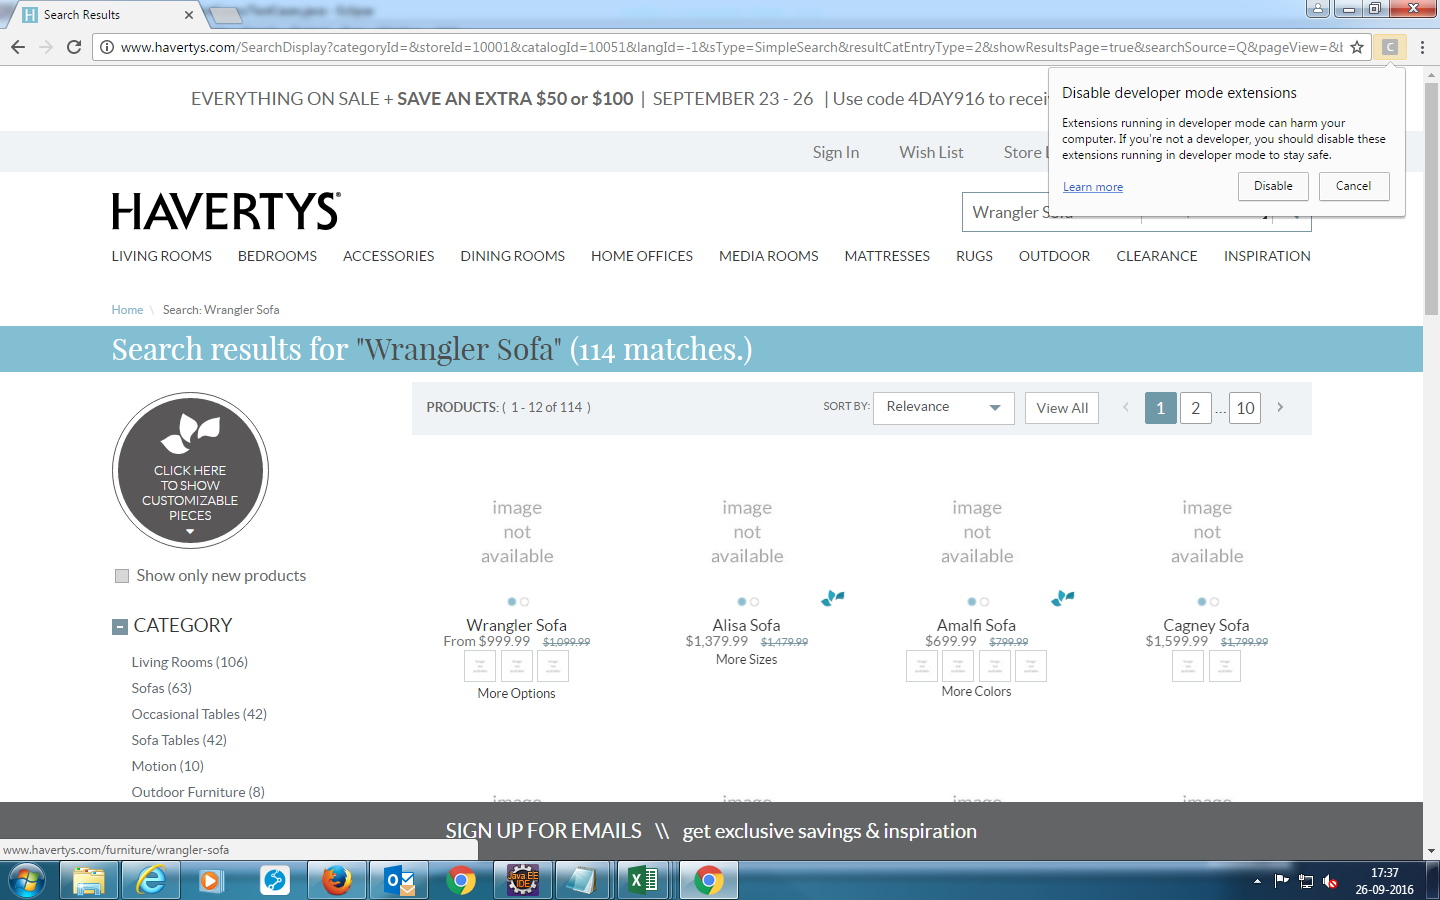 Search Results
www.havertys.com/SearchDisplay?categoryId=&storeId=10001&catalogId=10051&langId=-1&sType=SimpleSearch&resultCatEntryType=2&showResultsPage=true&searchSource=Q&pageView=&b
C
Disable developer mode extensions
Extensions running in developer mode can harm your
computer. If you're not a developer, you should disable these
extensions running in developer mode to stay safe.
Learn more
Disable
Cancel
EVERYTHING ON SALE + SAVE AN EXTRA $50 or $100 | SEPTEMBER 23 - 26 | Use code 4DAY916 to recei
Sign In
Wish List
Store
HAVERTYS®
Wrangler Sofa
LIVING ROOMS BEDROOMS ACCESSORIES DINING ROOMS HOME OFFICES MEDIA ROOMS MATTRESSES RUGS OUTDOOR CLEARANCE INSPIRATION
Home \ Search: Wrangler Sofa
Search results for "Wrangler Sofa" (114 matches.)
CLICK HERE
TO SHOW
CUSTOMIZABLE
PIECES
Show only new products
CATEGORY
Living Rooms (106)
Sofas (63)
Occasional Tables (42)
Sofa Tables (42)
Motion (10)
Outdoor Furniture (8)
PRODUCTS: ( 1 - 12 of 114 )
SORT BY: Relevance
View All
‹ 1 2 ... 10 ›
image
not
available
Wrangler Sofa
From $999.99 $1,099.99
More Options
image
not
available
Alisa Sofa
$1,379.99 $1,479.99
More Sizes
image
not
available
Amalfi Sofa
$699.99 $799.99
More Colors
image
not
available
Cagney Sofa
$1,599.99 $1,799.99
SIGN UP FOR EMAILS \\ get exclusive savings & inspiration
www.havertys.com/furniture/wrangler-sofa
Java EE
IDE
17:37
26-09-2016